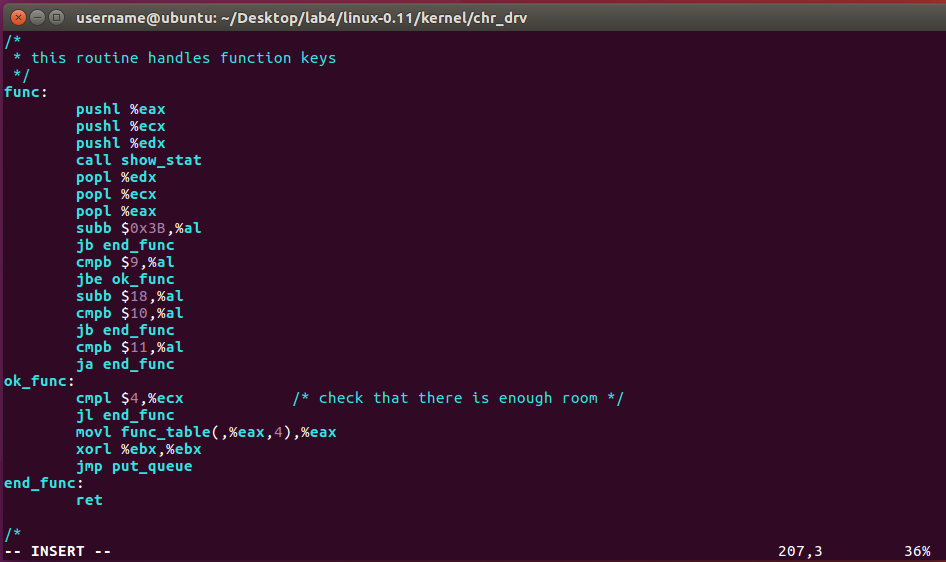 username@ubuntu: ~/Desktop/lab4/linux-0.11/kernel/chr_drv
/*
 * this routine handles function keys
 */
func:
        pushl %eax
        pushl %ecx
        pushl %edx
        call show_stat
        popl %edx
        popl %ecx
        popl %eax
        subb $0x3B,%al
        jb end_func
        cmpb $9,%al
        jbe ok_func
        subb $18,%al
        cmpb $10,%al
        jb end_func
        cmpb $11,%al
        ja end_func
ok_func:
        cmpl $4,%ecx            /* check that there is enough room */
        jl end_func
        movl func_table(,%eax,4),%eax
        xorl %ebx,%ebx
        jmp put_queue
end_func:
        ret

/*
-- INSERT --                                                                          207,3         36%